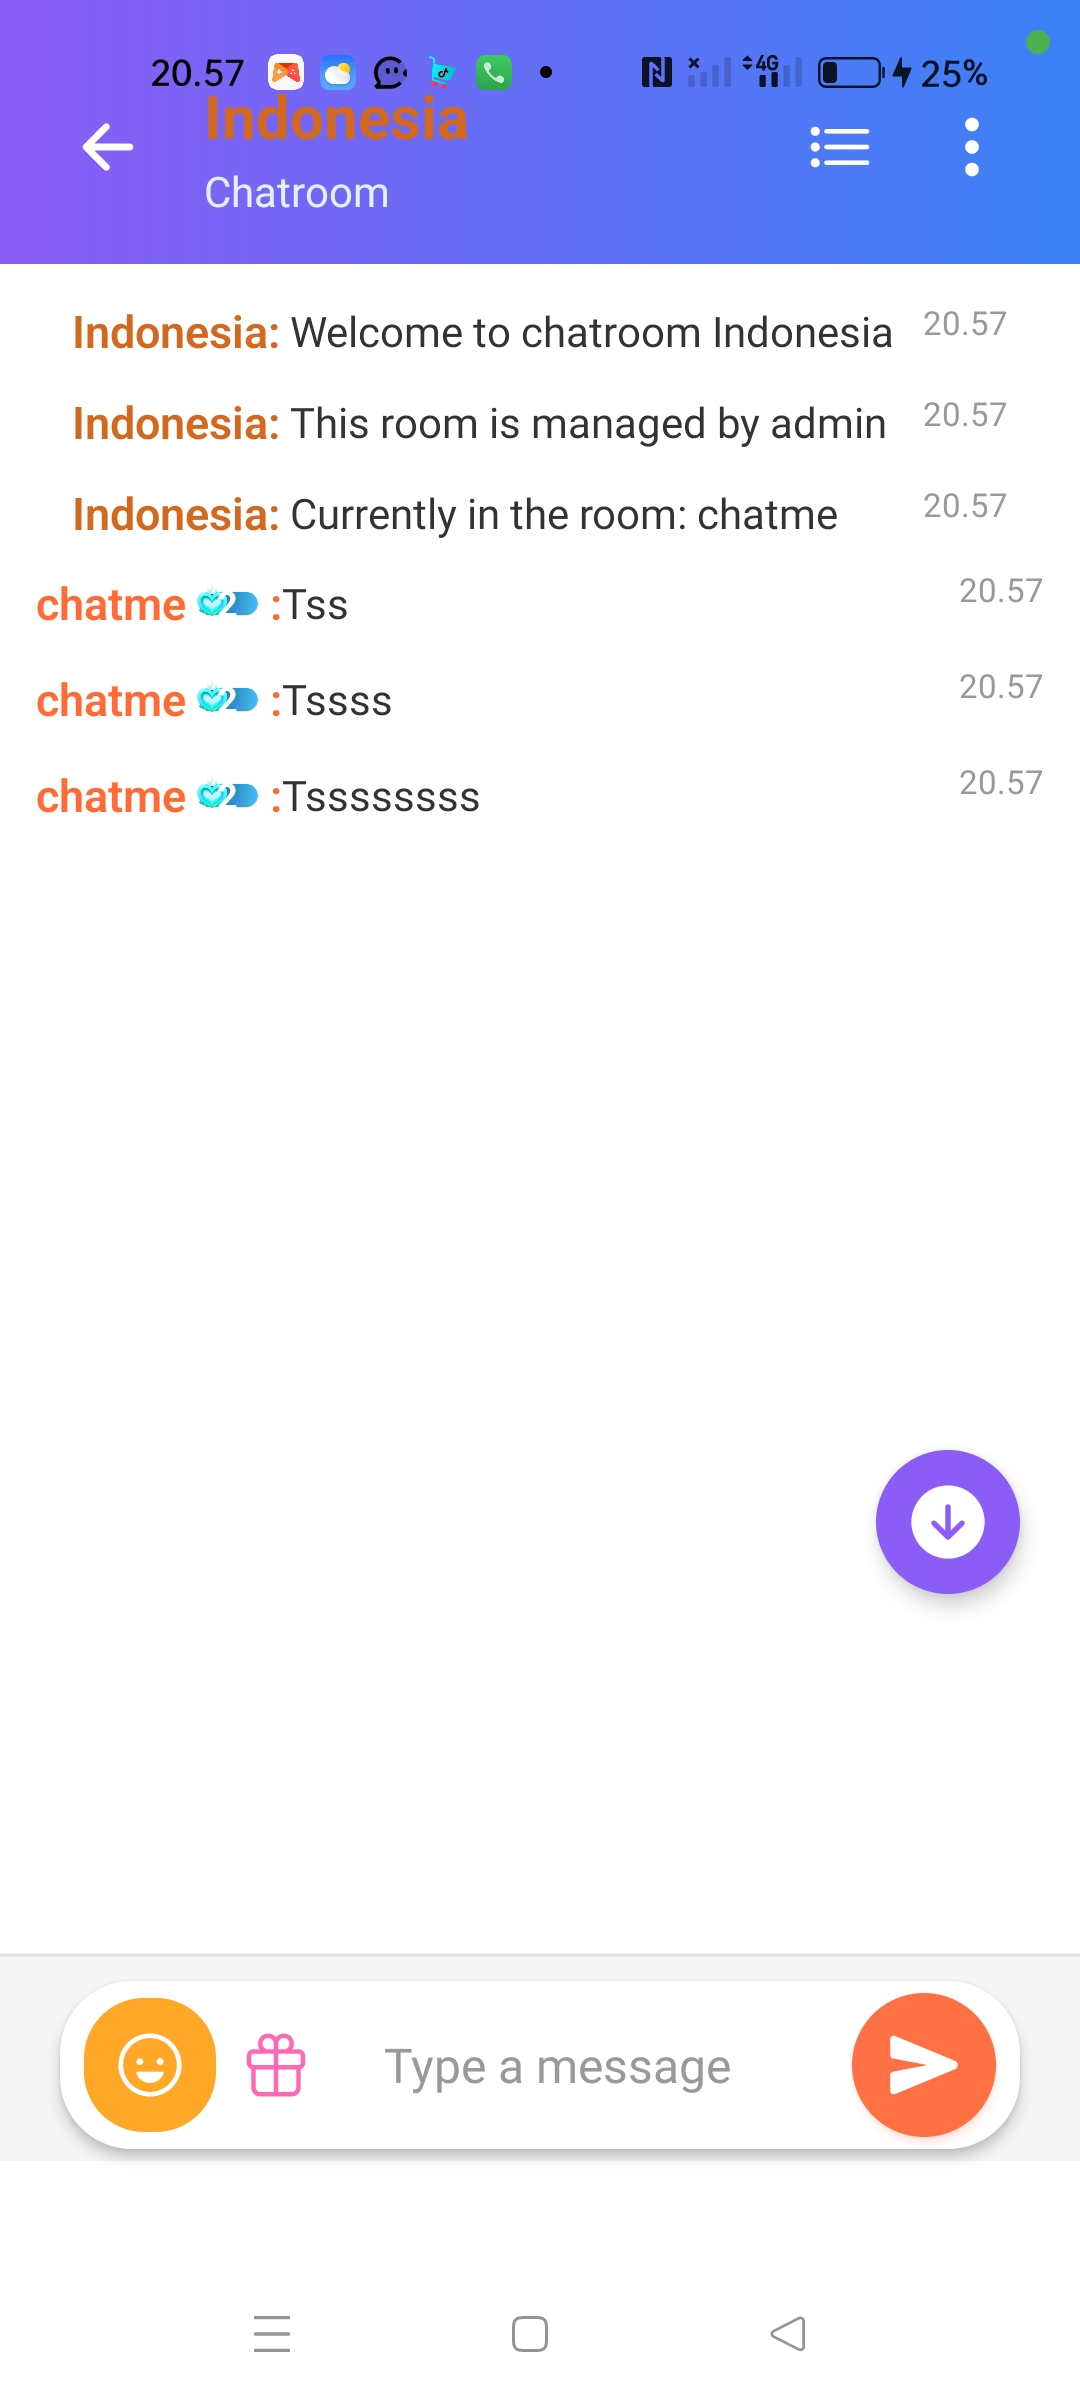 20.57 4G 25%
Indonesia
Chatroom
Indonesia: Welcome to chatroom Indonesia 20.57
Indonesia: This room is managed by admin 20.57
Indonesia: Currently in the room: chatme 20.57
chatme 2 :Tss 20.57
chatme 2 :Tssss 20.57
chatme 2 :Tssssssss 20.57
Type a message